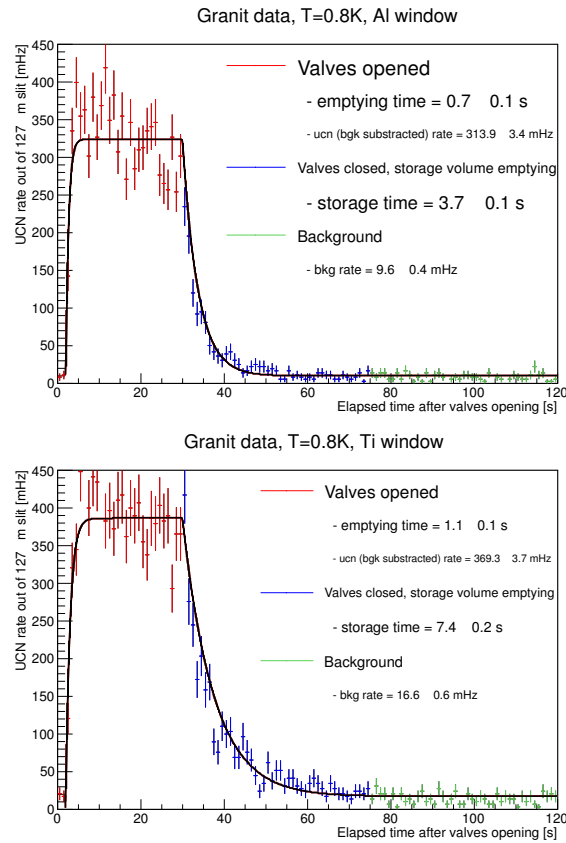 Granit data, T=0.8K, Al window
UCN rate out of 127 m slit [mHz]
450
400
350
300
250
200
150
100
50
0
Valves opened
- emptying time = 0.7 0.1 s
- ucn (bgk substracted) rate = 313.9 3.4 mHz
Valves closed, storage volume emptying
- storage time = 3.7 0.1 s
Background
- bkg rate = 9.6 0.4 mHz
0 20 40 60 80 100 120
Elapsed time after valves opening [s]
Granit data, T=0.8K, Ti window
UCN rate out of 127 m slit [mHz]
450
400
350
300
250
200
150
100
50
0
Valves opened
- emptying time = 1.1 0.1 s
- ucn (bgk substracted) rate = 369.3 3.7 mHz
Valves closed, storage volume emptying
- storage time = 7.4 0.2 s
Background
- bkg rate = 16.6 0.6 mHz
0 20 40 60 80 100 120
Elapsed time after valves opening [s]